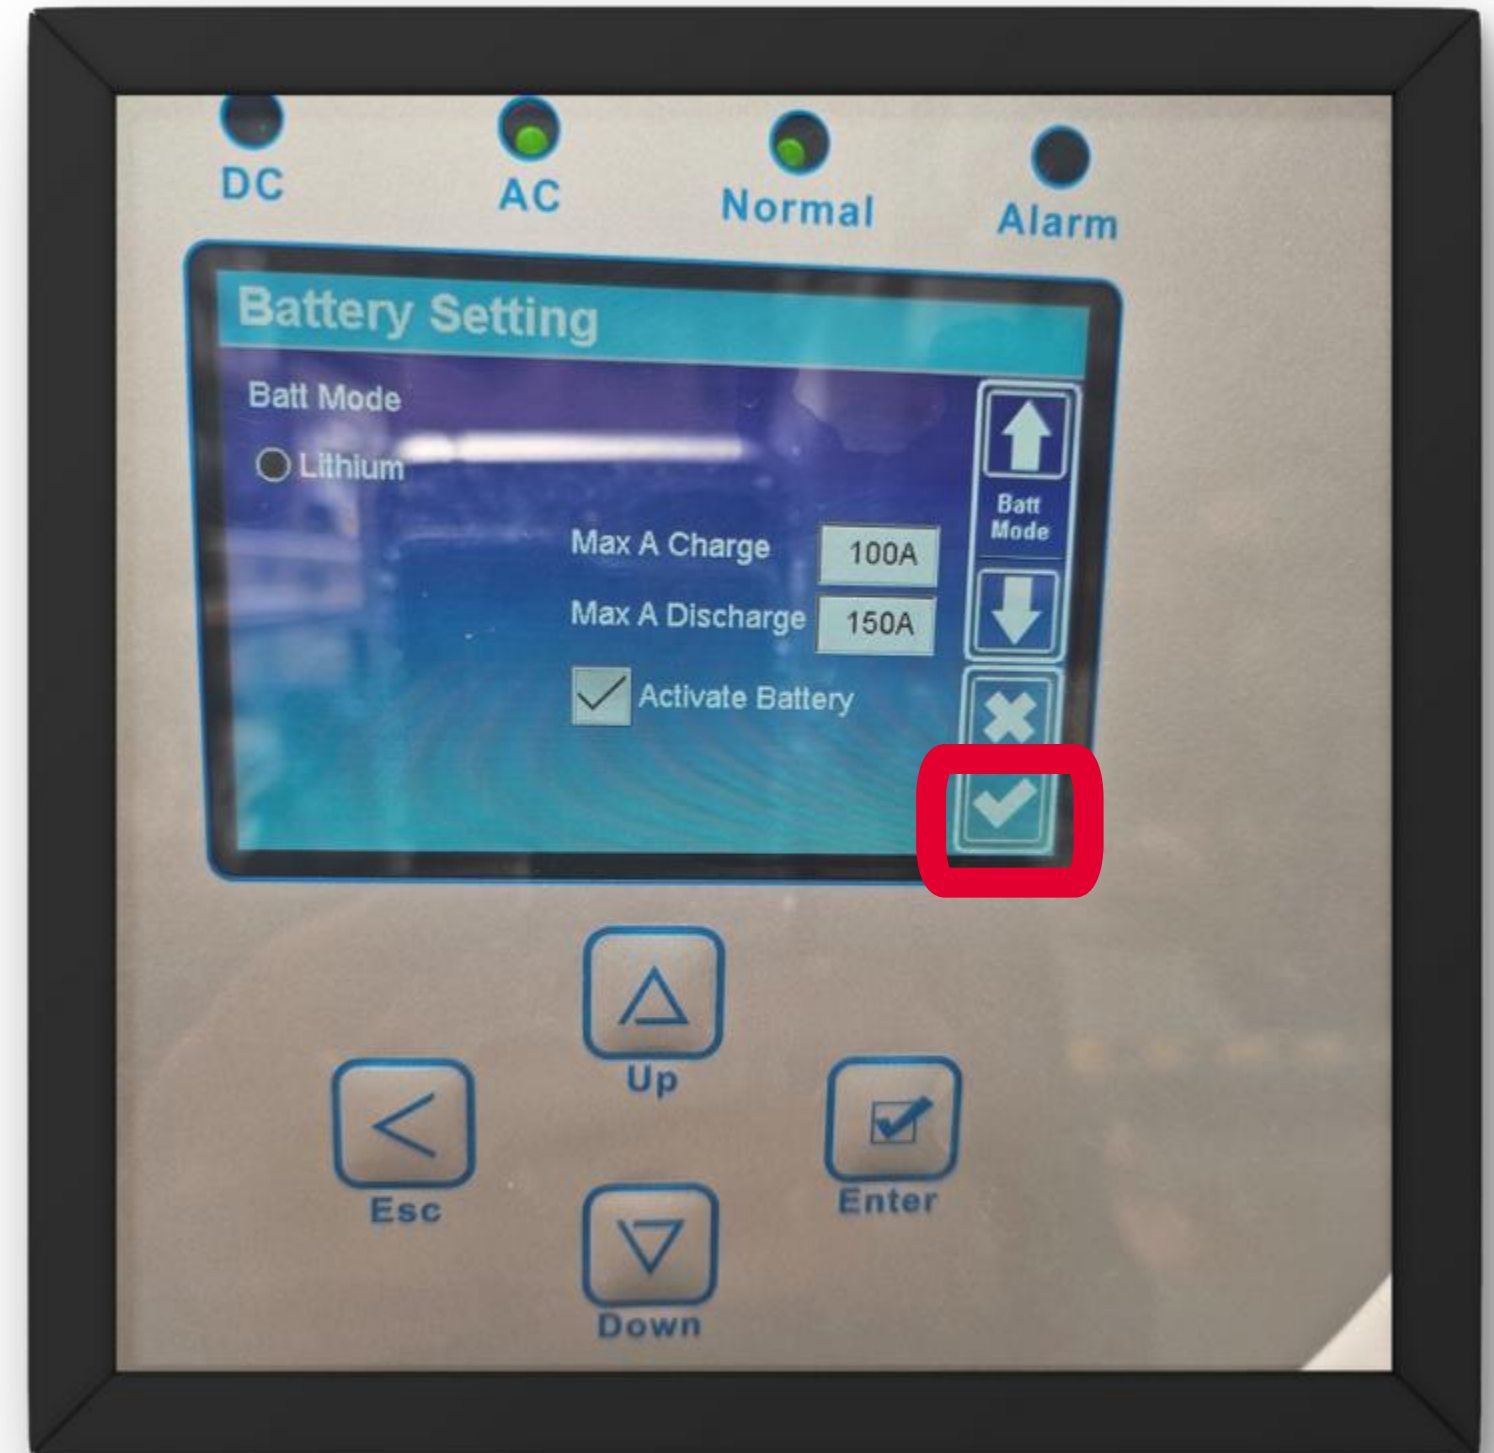 DC
AC
Normal
Alarm
Battery Setting
Batt Mode
Lithium
Max A Charge 100A
Max A Discharge 150A
Activate Battery
Batt
Mode
Up
Esc
Enter
Down